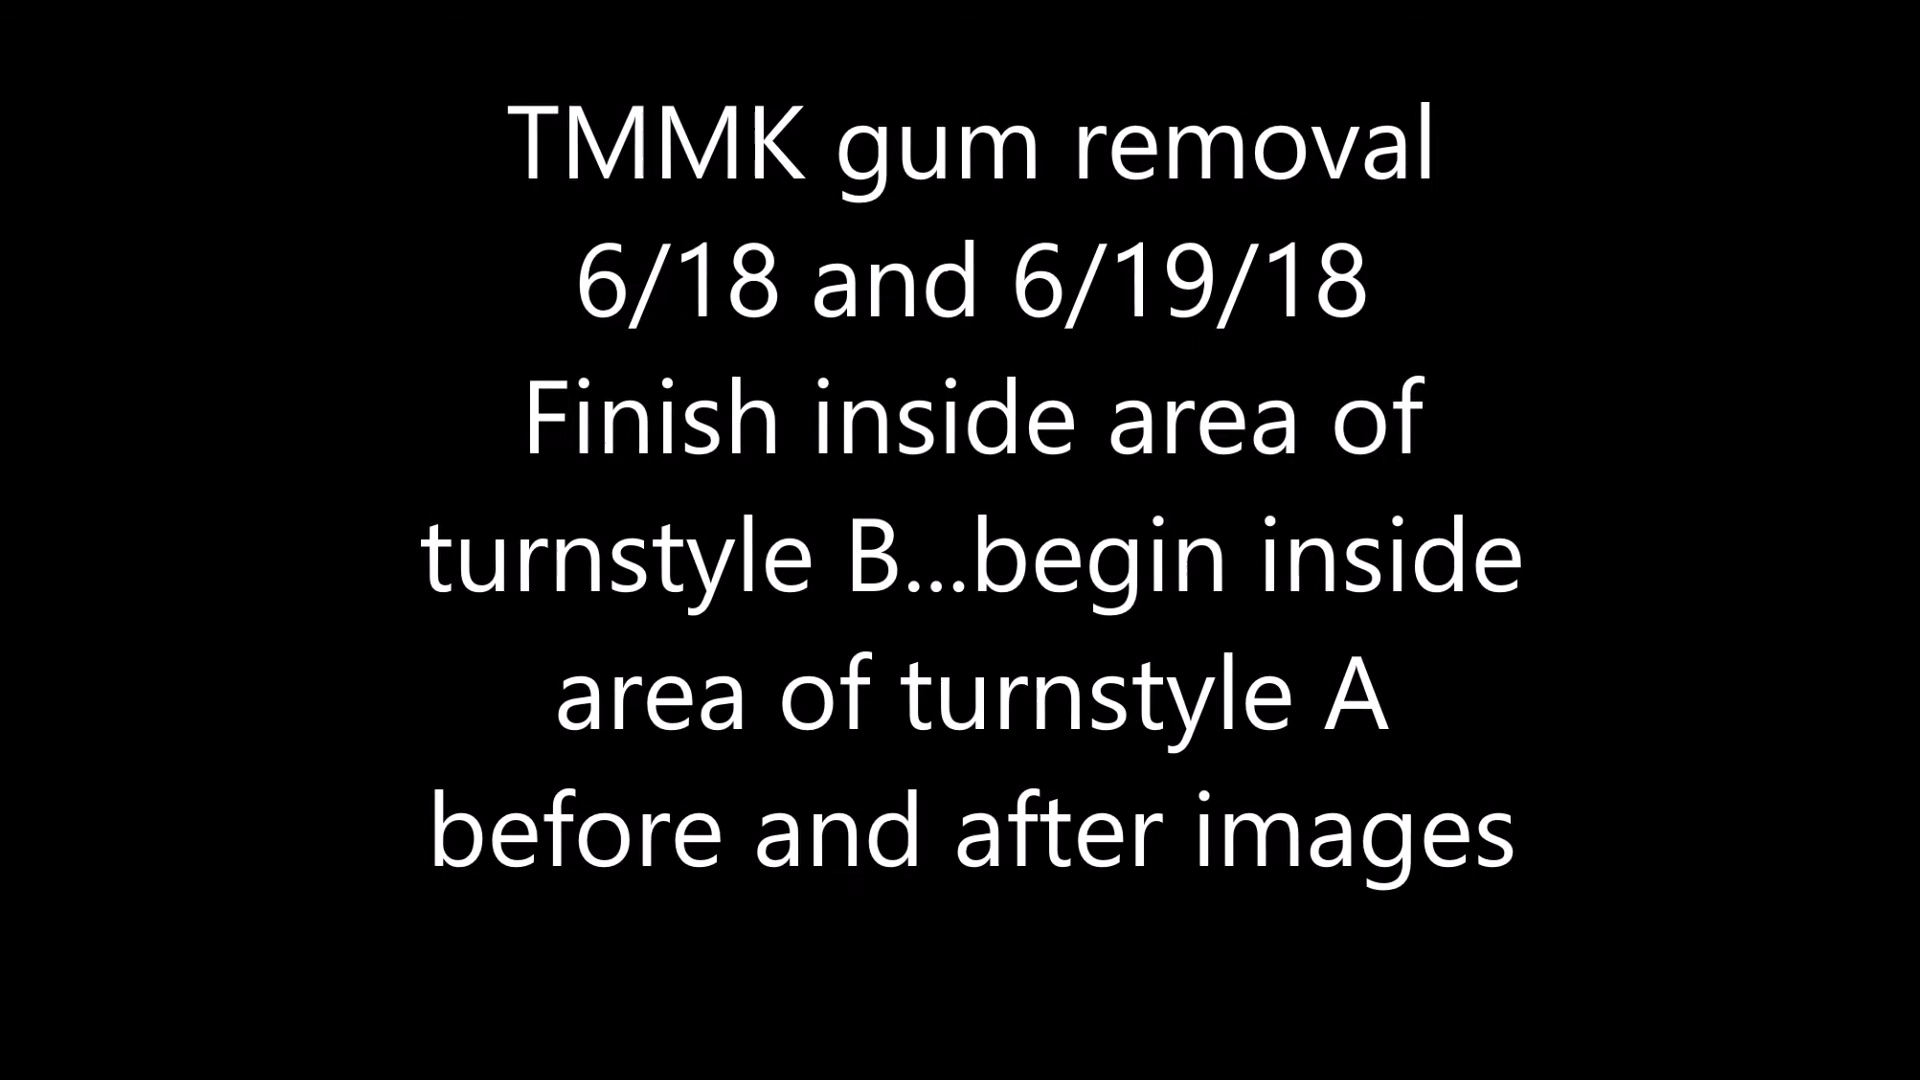 TMMK gum removal
6/18 and 6/19/18
Finish inside area of
turnstyle B...begin inside
area of turnstyle A
before and after images